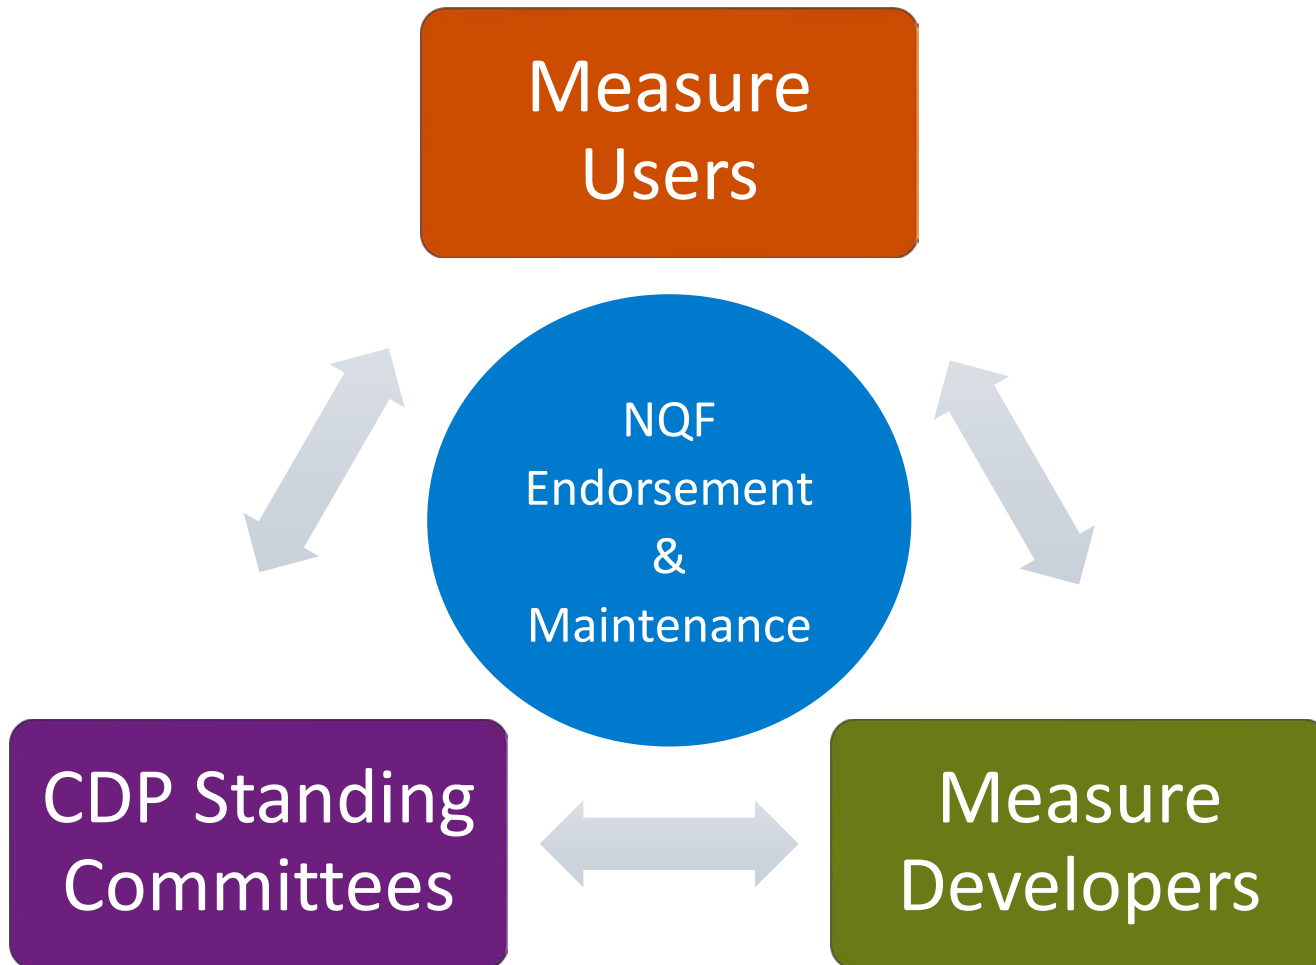 Measure
Users
NQF
Endorsement
&
Maintenance
CDP Standing
Committees
Measure
Developers